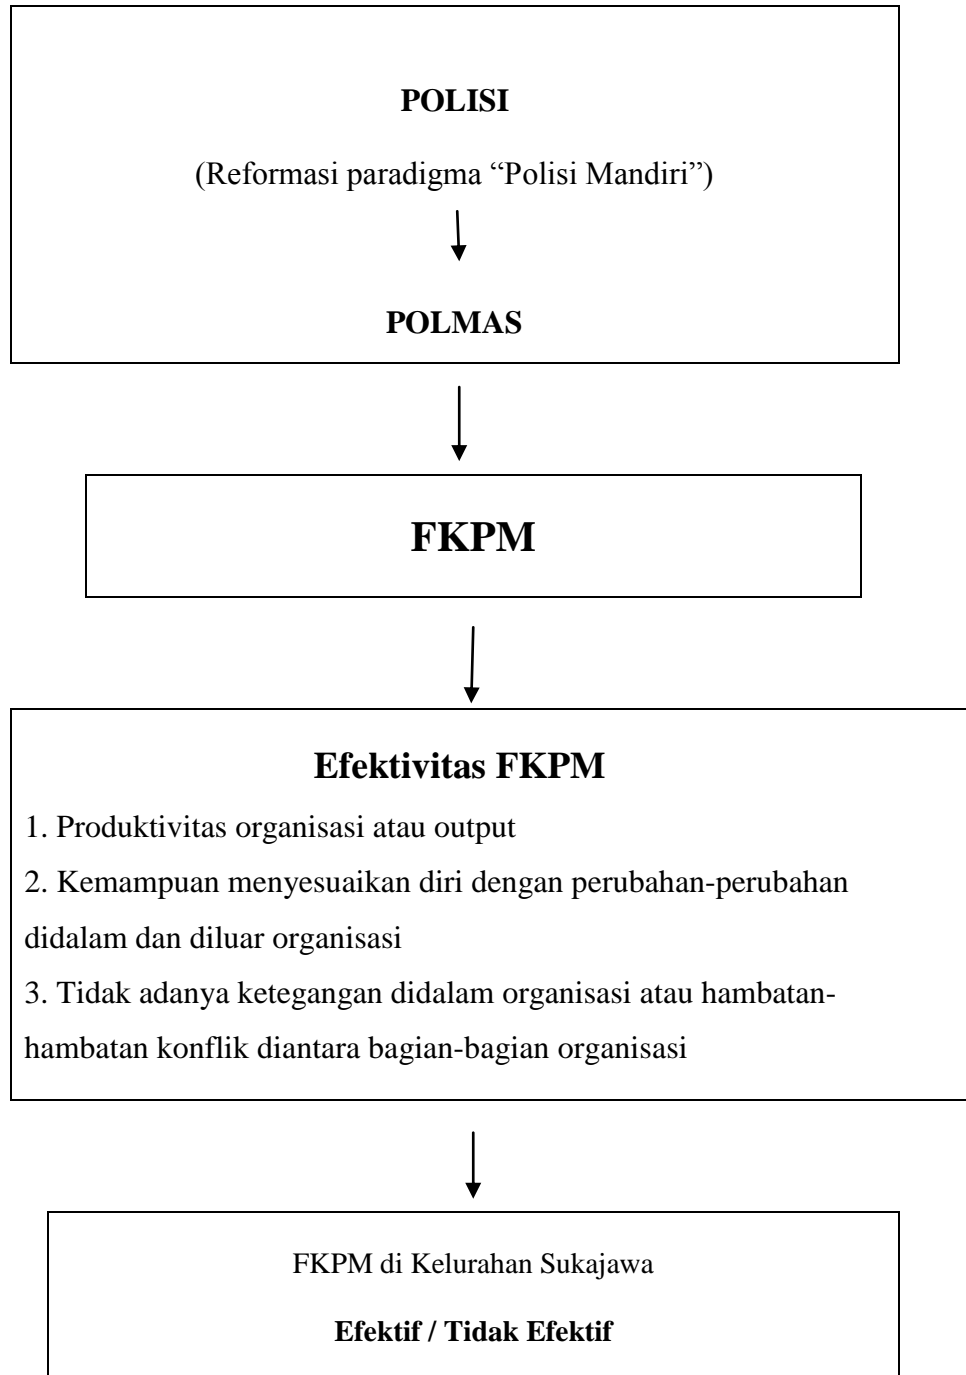 POLISI
(Reformasi paradigma “Polisi Mandiri”)
POLMAS
FKPM
Efektivitas FKPM
1. Produktivitas organisasi atau output
2. Kemampuan menyesuaikan diri dengan perubahan-perubahan
didalam dan diluar organisasi
3. Tidak adanya ketegangan didalam organisasi atau hambatan-
hambatan konflik diantara bagian-bagian organisasi
FKPM di Kelurahan Sukajawa
Efektif / Tidak Efektif